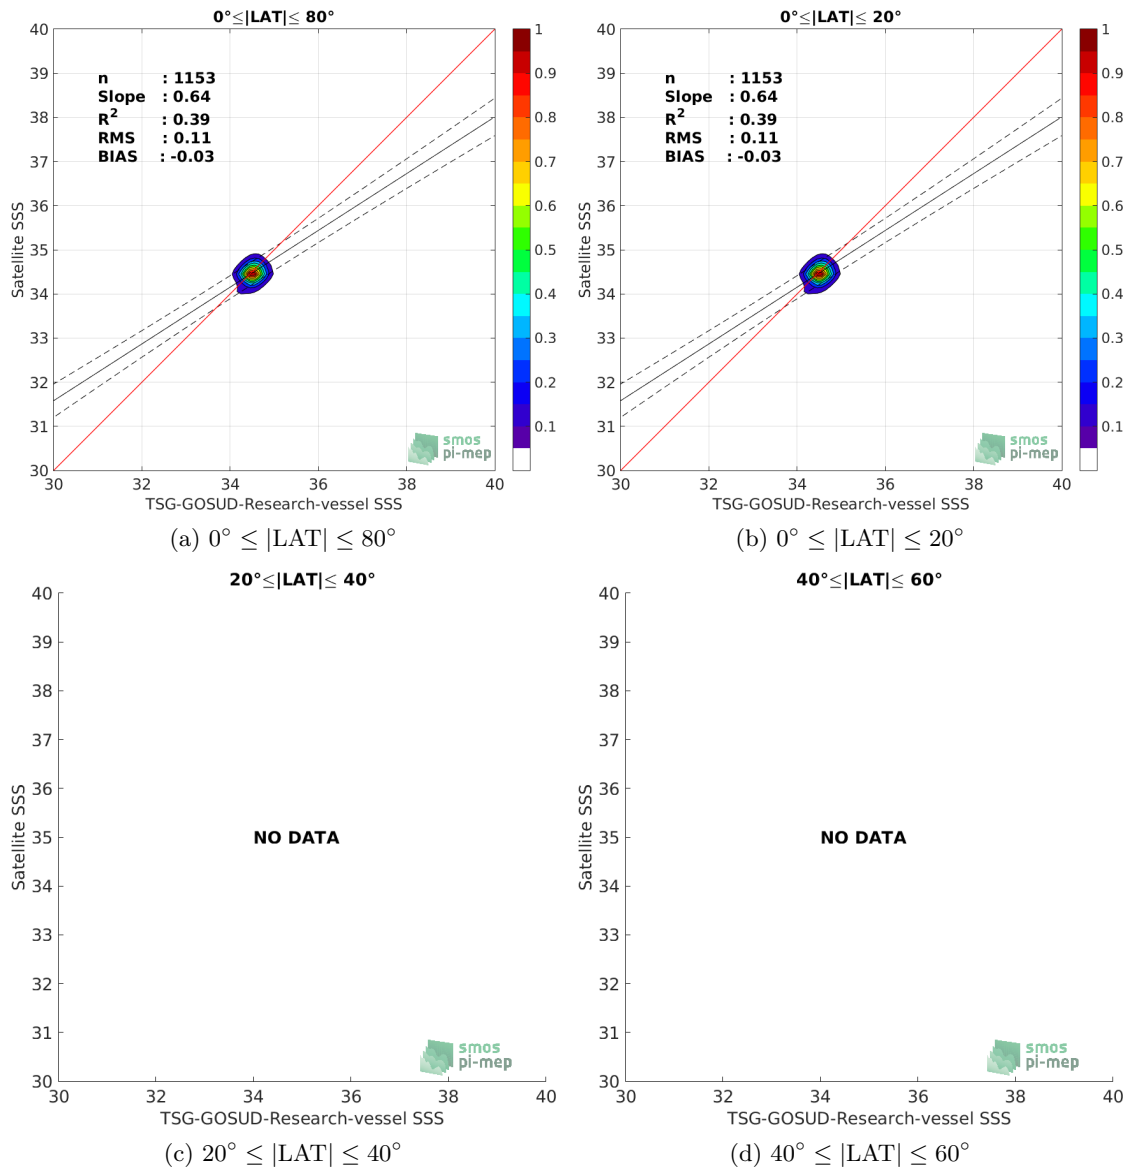 0°≤|LAT|≤ 80°
40
39
38
37
36
35
34
33
32
31
30
Satellite SSS
n : 1153
Slope : 0.64
R2 : 0.39
RMS : 0.11
BIAS : -0.03
smos
pi-mep
30 32 34 36 38 40
TSG-GOSUD-Research-vessel SSS
1
0.9
0.8
0.7
0.6
0.5
0.4
0.3
0.2
0.1
(a) 0° ≤ |LAT| ≤ 80°
0°≤|LAT|≤ 20°
40
39
38
37
36
35
34
33
32
31
30
Satellite SSS
n : 1153
Slope : 0.64
R2 : 0.39
RMS : 0.11
BIAS : -0.03
smos
pi-mep
30 32 34 36 38 40
TSG-GOSUD-Research-vessel SSS
1
0.9
0.8
0.7
0.6
0.5
0.4
0.3
0.2
0.1
(b) 0° ≤ |LAT| ≤ 20°
20°≤|LAT|≤ 40°
40
39
38
37
36
35
34
33
32
31
30
Satellite SSS
NO DATA
smos
pi-mep
30 32 34 36 38 40
TSG-GOSUD-Research-vessel SSS
(c) 20° ≤ |LAT| ≤ 40°
40°≤|LAT|≤ 60°
40
39
38
37
36
35
34
33
32
31
30
Satellite SSS
NO DATA
smos
pi-mep
30 32 34 36 38 40
TSG-GOSUD-Research-vessel SSS
(d) 40° ≤ |LAT| ≤ 60°